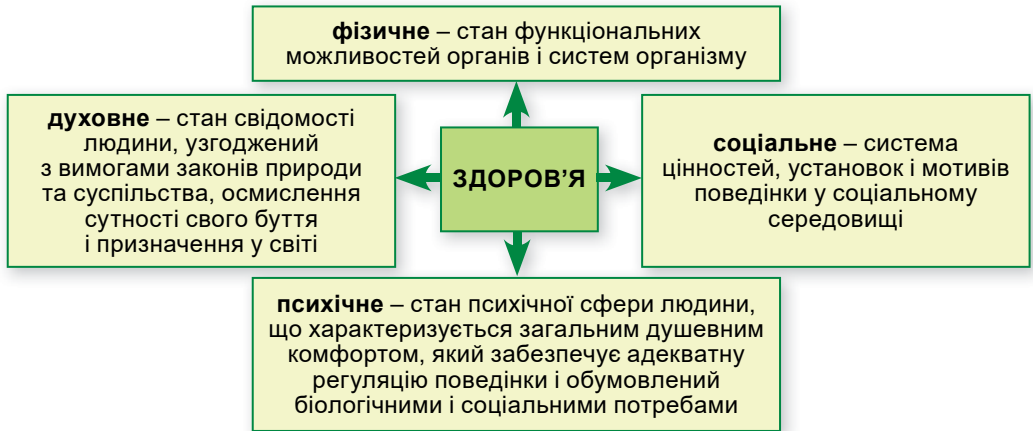 фізичне – стан функціональних
можливостей органів і систем організму
духовне – стан свідомості
людини, узгоджений
з вимогами законів природи
та суспільства, осмислення
сутності свого буття
і призначення у світі
ЗДОРОВ’Я
соціальне – система
цінностей, установок і мотивів
поведінки у соціальному
середовищі
психічне – стан психічної сфери людини,
що характеризується загальним душевним
комфортом, який забезпечує адекватну
регуляцію поведінки і обумовлений
біологічними і соціальними потребами